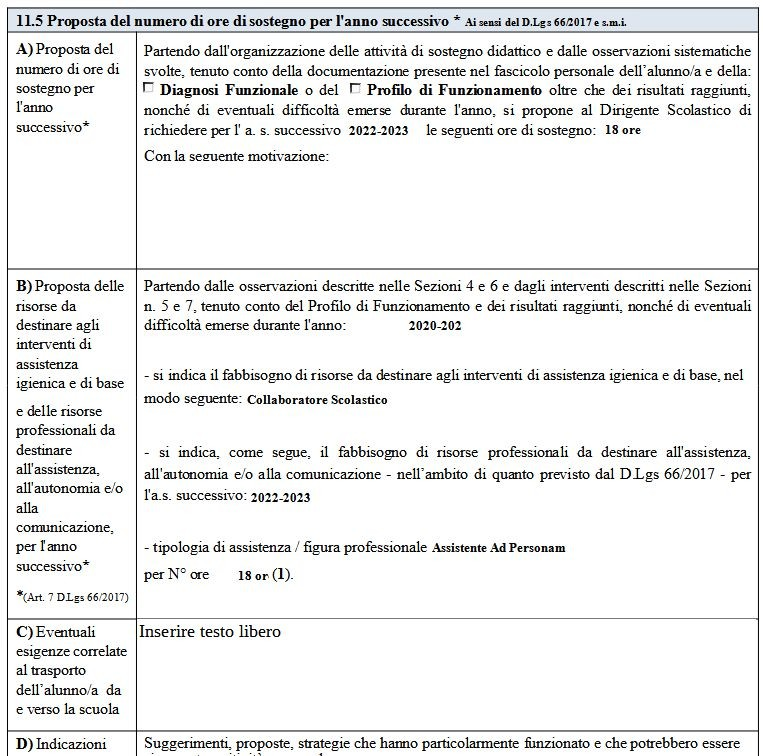 11.5 Proposta del numero di ore di sostegno per l'anno successivo * Ai sensi del D.Lgs 66/2017 e s.m.i.
A) Proposta del
numero di ore di
sostegno per
l'anno
successivo*
Partendo dall'organizzazione delle attività di sostegno didattico e dalle osservazioni sistematiche
svolte, tenuto conto della documentazione presente nel fascicolo personale dell'alunno/a e della:
☐ Diagnosi Funzionale o del ☐ Profilo di Funzionamento oltre che dei risultati raggiunti,
nonché di eventuali difficoltà emerse durante l'anno, si propone al Dirigente Scolastico di
richiedere per l' a. s. successivo 2022-2023 le seguenti ore di sostegno: 18 ore
Con la seguente motivazione:
B) Proposta delle
risorse da
destinare agli
interventi di
assistenza
igienica e di base
e delle risorse
professionali da
destinare
all'assistenza,
all'autonomia e/o
alla
comunicazione,
per l'anno
successivo*
*(Art. 7 D.Lgs 66/2017)
Partendo dalle osservazioni descritte nelle Sezioni 4 e 6 e dagli interventi descritti nelle Sezioni
n. 5 e 7, tenuto conto del Profilo di Funzionamento e dei risultati raggiunti, nonché di eventuali
difficoltà emerse durante l'anno: 2020-202
- si indica il fabbisogno di risorse da destinare agli interventi di assistenza igienica e di base, nel
modo seguente: Collaboratore Scolastico
- si indica, come segue, il fabbisogno di risorse professionali da destinare all'assistenza,
all'autonomia e/o alla comunicazione - nell'ambito di quanto previsto dal D.Lgs 66/2017 - per
l'a.s. successivo: 2022-2023
- tipologia di assistenza / figura professionale Assistente Ad Personam
per N° ore 18 or (1).
C) Eventuali
esigenze correlate
al trasporto
dell'alunno/a da
e verso la scuola
Inserire testo libero
D) Indicazioni
Suggerimenti, proposte, strategie che hanno particolarmente funzionato e che potrebbero essere